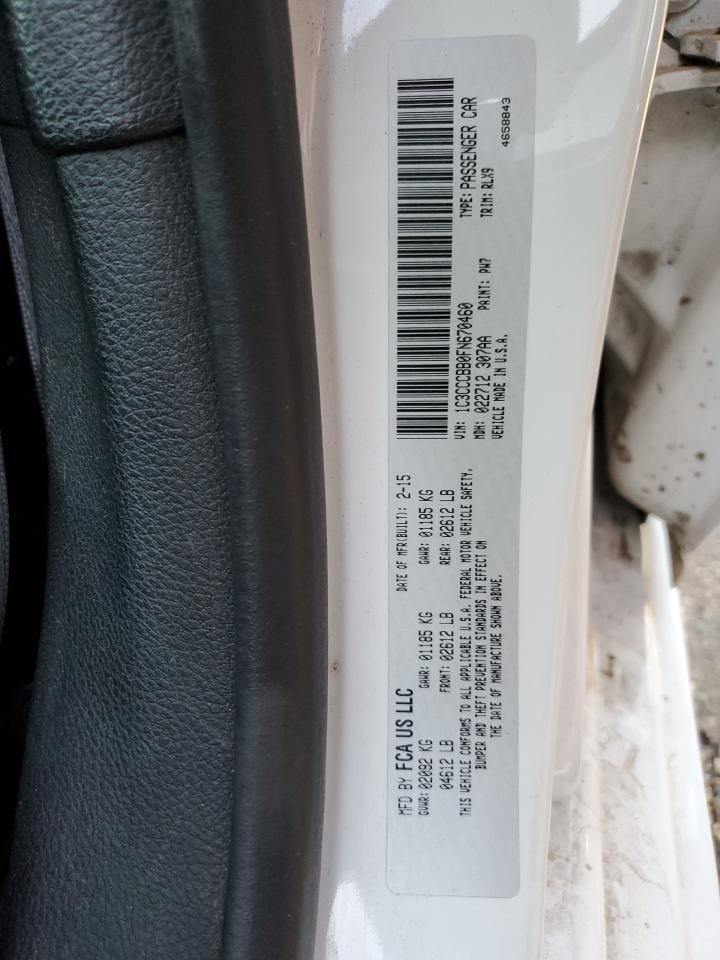 MFD BY FCA US LLC
DATE OF MFR(BUILT): 2-15
GVWR: 02092 KG
GAWR: 01185 KG
GAWR: 01185 KG
04612 LB
FRONT: 02612 LB
REAR: 02612 LB
THIS VEHICLE CONFORMS TO ALL APPLICABLE U.S.A. FEDERAL MOTOR VEHICLE SAFETY,
BUMPER AND THEFT PREVENTION STANDARDS IN EFFECT ON
THE DATE OF MANUFACTURE SHOWN ABOVE.
VIN: 1C3CCCBB0FN670460
TYPE: PASSENGER CAR
MDH: 022712 307AA
PAINT: PW7
TRIM: RLX9
VEHICLE MADE IN U.S.A.
4658843